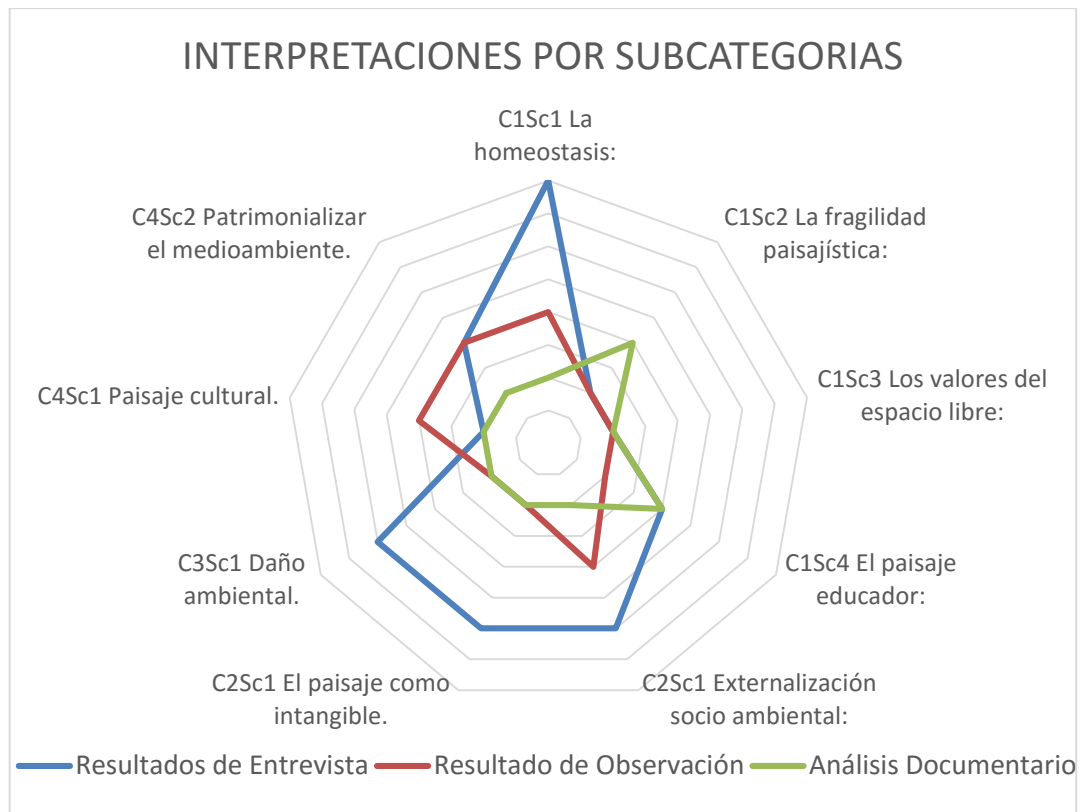 INTERPRETACIONES POR SUBCATEGORIAS
C1Sc1 La
homeostasis:
C1Sc2 La fragilidad
paisajística:
C1Sc3 Los valores del
espacio libre:
C1Sc4 El paisaje
educador:
C2Sc1 Externalización
socio ambiental:
C2Sc1 El paisaje como
intangible.
C3Sc1 Daño
ambiental.
C4Sc1 Paisaje cultural.
C4Sc2 Patrimonializar
el medioambiente.
Resultados de Entrevista
Resultado de Observación
Análisis Documentario